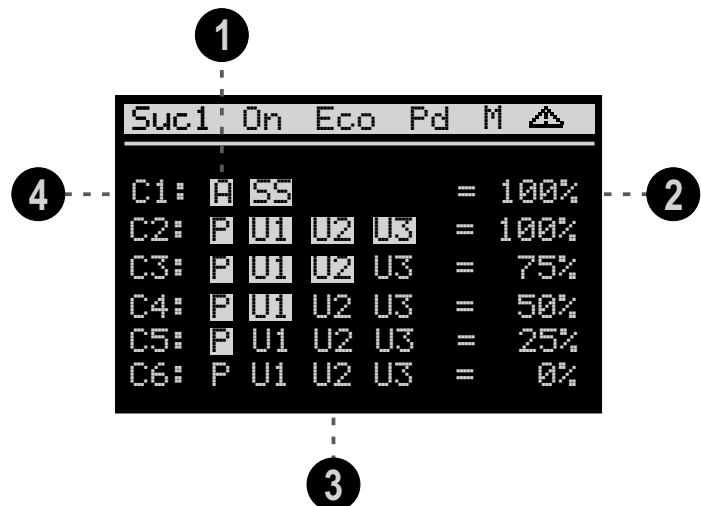 1
Suc1 On Eco Pd M
4 C1: A SS = 100% 2
C2: P U1 U2 U3 = 100%
C3: P U1 U2 U3 = 75%
C4: P U1 U2 U3 = 50%
C5: P U1 U2 U3 = 25%
C6: P U1 U2 U3 = 0%
3